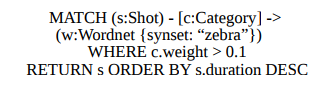 MATCH (s:Shot) - [c:Category] ->
(w:Wordnet {synset: “zebra”})
WHERE c.weight > 0.1
RETURN s ORDER BY s.duration DESC